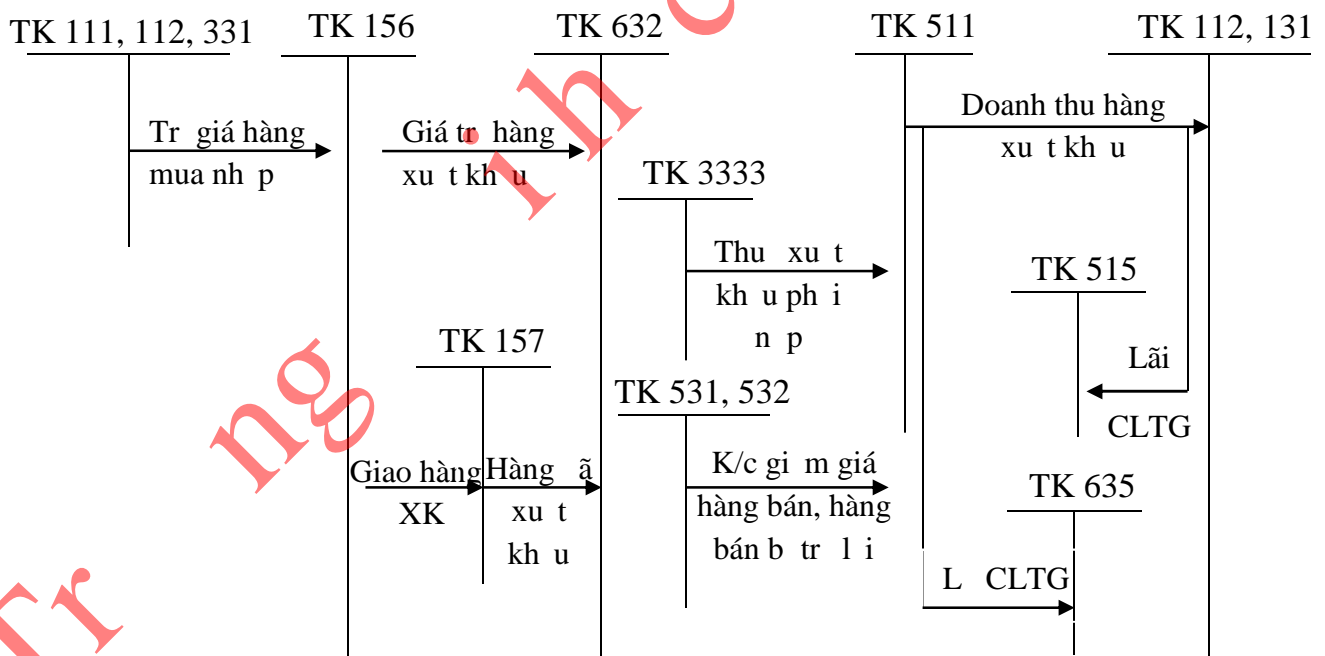 TK 111, 112, 331
TK 156
TK 632
TK 511
TK 112, 131
Tr giá hàng
mua nh p
Giá tr hàng
xu t kh u
Doanh thu hàng
xu t kh u
TK 3333
Thu xu t
kh u ph i
n p
TK 515
Lãi
CLTG
TK 157
Giao hàng
XK
Hàng ã
xu t
kh u
TK 531, 532
K/c gi m giá
hàng bán, hàng
bán b tr l i
TK 635
L CLTG
Tr ng i h